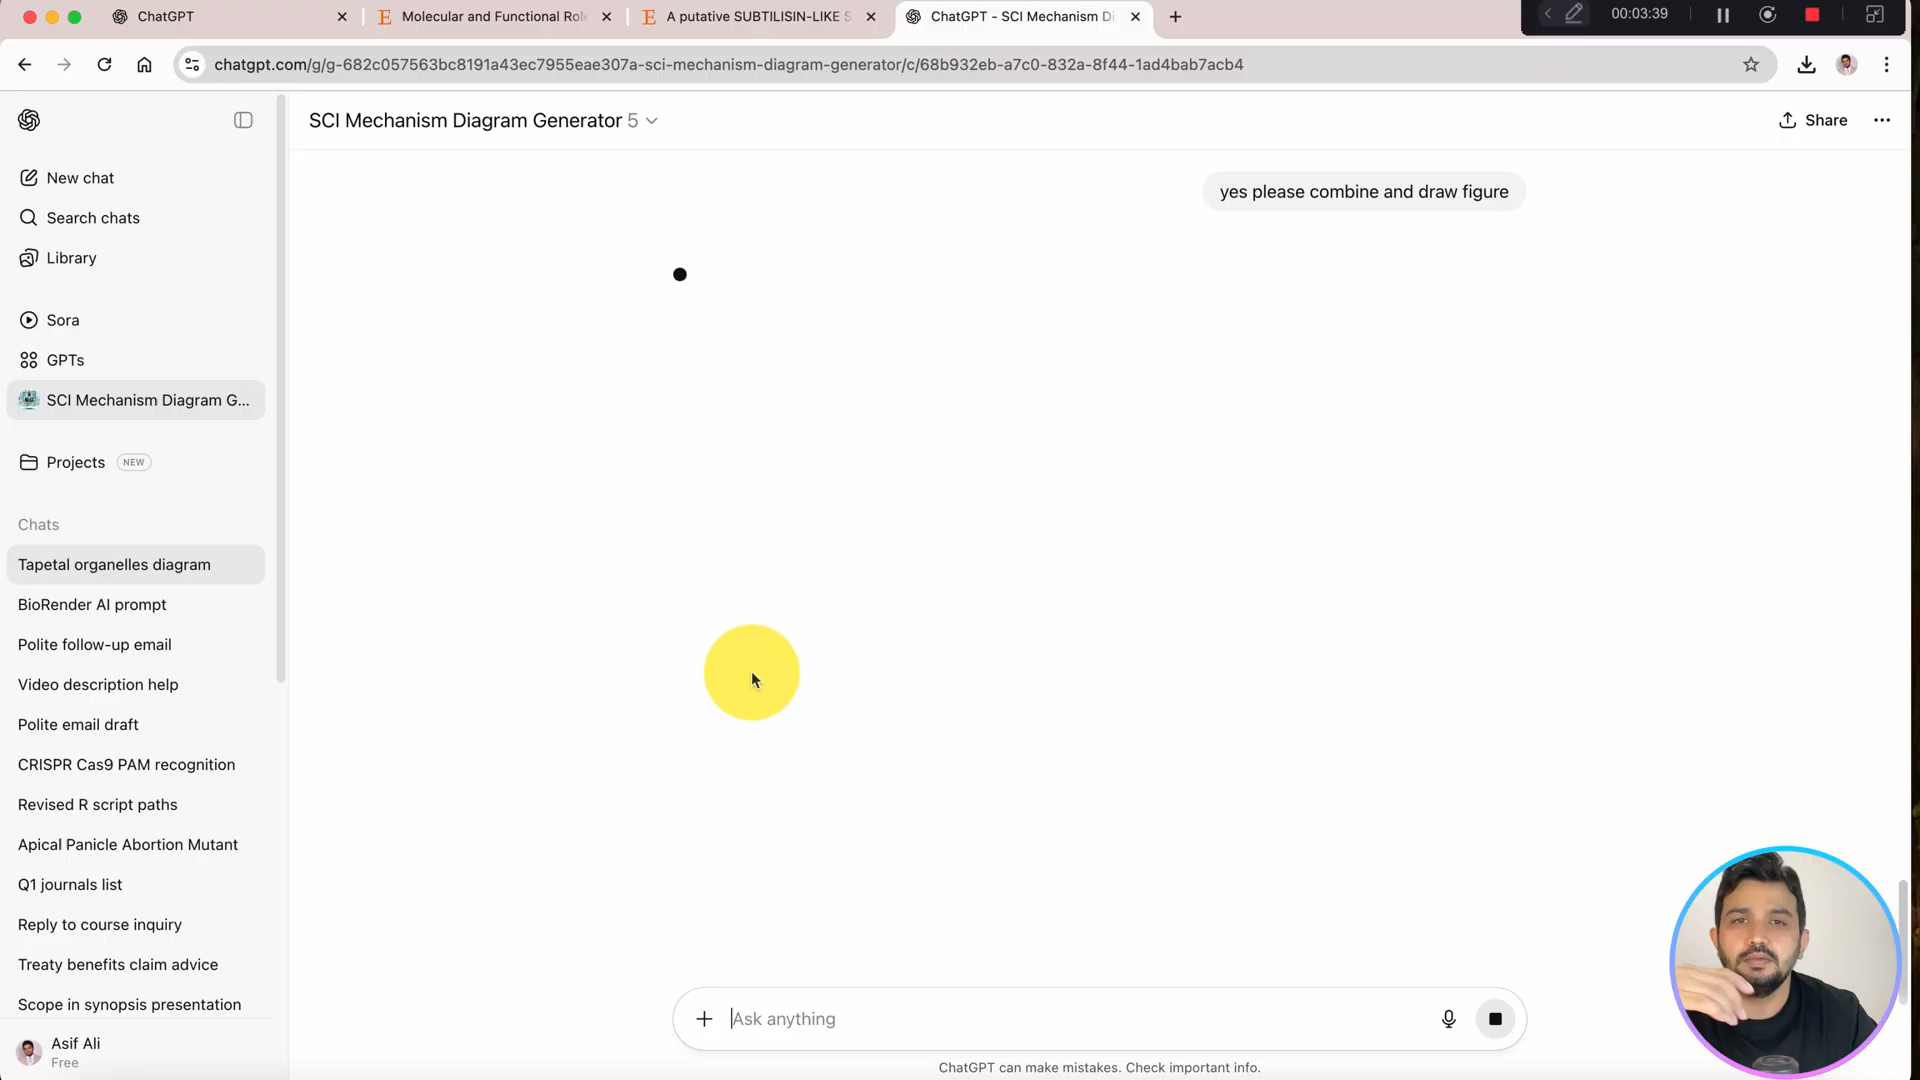 ChatGPT
Molecular and Functional Rol
A putative SUBTILISIN-LIKE S
ChatGPT - SCI Mechanism Di
00:03:39
chatgpt.com/g/g-682c057563bc8191a43ec7955eae307a-sci-mechanism-diagram-generator/c/68b932eb-a7c0-832a-8f44-1ad4bab7acb4
SCI Mechanism Diagram Generator 5
Share
New chat
Search chats
Library
Sora
GPTs
SCI Mechanism Diagram G...
Projects NEW
Chats
Tapetal organelles diagram
BioRender AI prompt
Polite follow-up email
Video description help
Polite email draft
CRISPR Cas9 PAM recognition
Revised R script paths
Apical Panicle Abortion Mutant
Q1 journals list
Reply to course inquiry
Treaty benefits claim advice
Scope in synopsis presentation
Asif Ali
Free
yes please combine and draw figure
Ask anything
ChatGPT can make mistakes. Check important info.